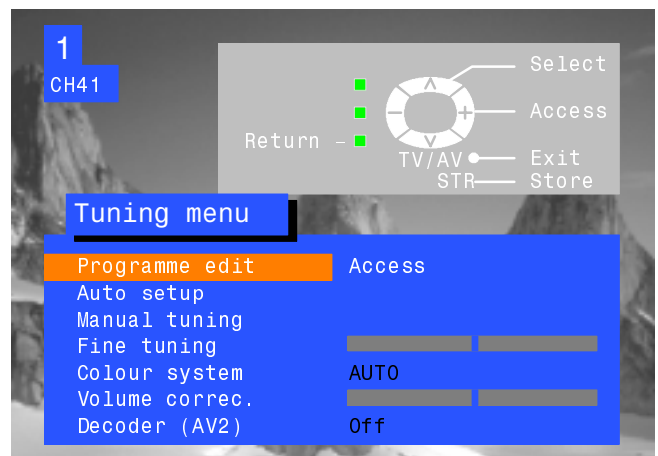 1
CH41
Select
Access
Return –
TV/AV Exit
STR Store
Tuning menu
Programme edit Access
Auto setup
Manual tuning
Fine tuning
Colour system AUTO
Volume correc.
Decoder (AV2) Off